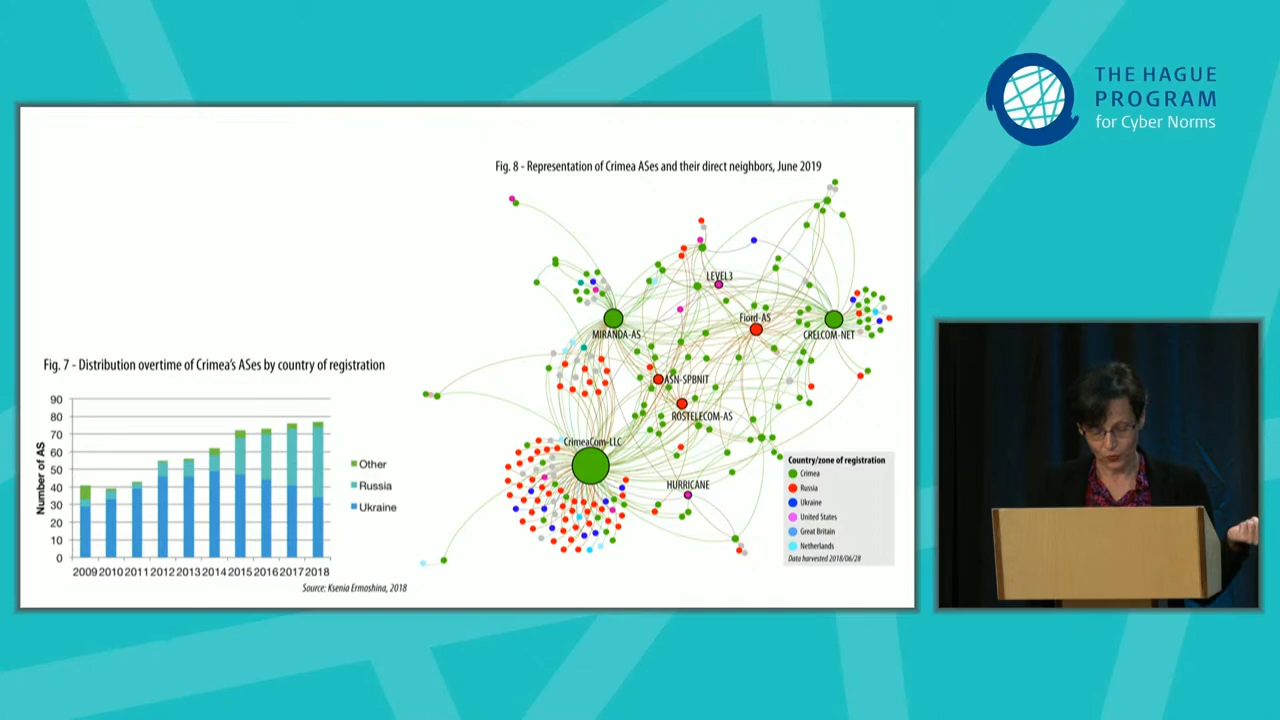 THE HAGUE
PROGRAM
for Cyber Norms
Fig. 8 - Representation of Crimea ASes and their direct neighbors, June 2019
LEVEL3
MIRANDA-AS
Fiord-AS
CRELCOM-NET
ASN-SPBNIT
ROSTELECOM-AS
CrimeaCom-LLC
HURRICANE
Country/zone of registration
Crimea
Russia
Ukraine
United States
Great Britain
Netherlands
Data harvested 2018/06/28
Fig. 7 - Distribution overtime of Crimea's ASes by country of registration
Number of AS
90
80
70
60
50
40
30
20
10
0
2009 2010 2011 2012 2013 2014 2015 2016 2017 2018
Other
Russia
Ukraine
Source: Ksenia Ermoshina, 2018